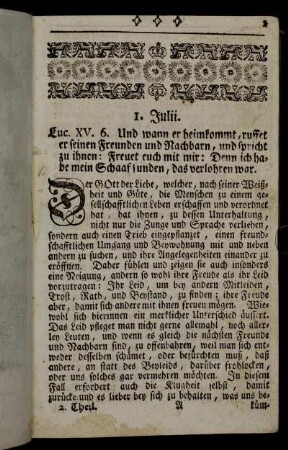 1. Julii.
Luc. XV. 6. Und wann er heimkommt, ruffet
er seinen Freunden und Nachbarn, und spricht
zu ihnen: Freuet euch mit mir: Denn ich ha-
be mein Schaaf funden, das verlohren war.
Der GOtt der Liebe, welcher, nach seiner Weiß-
heit und Güte, die Menschen zu einem ge-
sellschafftlichen Leben erschaffen und verordnet
hat, hat ihnen, zu dessen Unterhaltung,
nicht nur die Zunge und Sprache verliehen,
sondern auch einen Trieb eingepflanzet, einen freund-
schafftlichen Umgang und Beywohnung mit und neben
andern zu suchen, und ihre Angelegenheiten einander zu
eröffnen. Daher fühlen und zeigen sie auch insonders
eine Neigung, andern so wohl ihre Freude als ihr Leid
vorzutragen: Ihr Leid, um bey andern Mitleiden,
Trost, Rath, und Beystand, zu finden; ihre Freude
aber, damit sich andere mit ihnen freuen mögen. Wie-
wohl sich hierinnen ein merklicher Unterschied äussert.
Das Leid pfleget man nicht gerne allemahl, noch aller-
ley Leuten, und wenn es gleich die nächsten Freunde
und Nachbarn sind, zu offenbahren, weil man sich ent-
weder desselben schämet, oder befürchten muß, daß
andere, an statt des Beyleids, darüber frohlocken,
oder uns solches gar vermehren möchten. In diesem
Fall erfordert auch die Klugheit selbst, damit
zurücke und es lieber bey sich zu behalten, was uns be-
2. Theil. A küm-